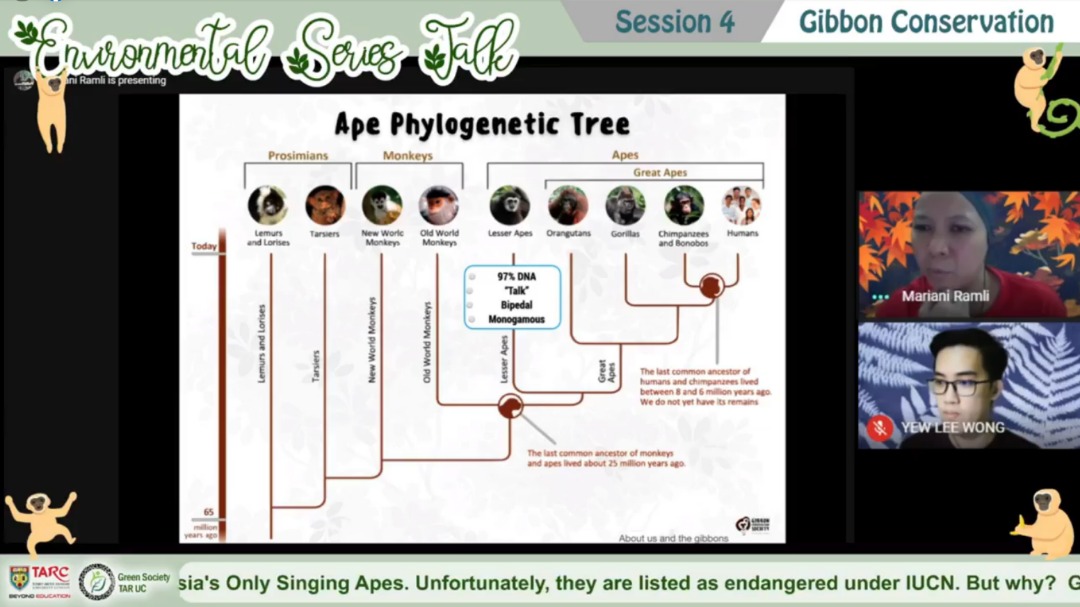 Session 4
Gibbon Conservation
Environmental Series Talk
ani Ramli is presenting
Ape Phylogenetic Tree
Prosimians
Monkeys
Apes
Great Apes
Lemurs
and Lorises
Tarsiers
New World
Monkeys
Old World
Monkeys
Lesser Apes
Orangutans
Gorillas
Chimpanzees
and Bonobos
Humans
Today
97% DNA
"Talk"
Bipedal
Monogamous
Lemurs and Lorises
Tarsiers
New World Monkeys
Old World Monkeys
Lesser Apes
Great
Apes
The last common ancestor of
humans and chimpanzees lived
between 8 and 6 million years ago.
We do not yet have its remains
The last common ancestor of monkeys
and apes lived about 25 million years ago.
65
million
years ago
GIBBON
SOCIETY
About us and the gibbons
Mariani Ramli
YEW LEE WONG
TARC
BEYOND EDUCATION
Green Society
TAR UC
sia's Only Singing Apes. Unfortunately, they are listed as endangered under IUCN. But why? G